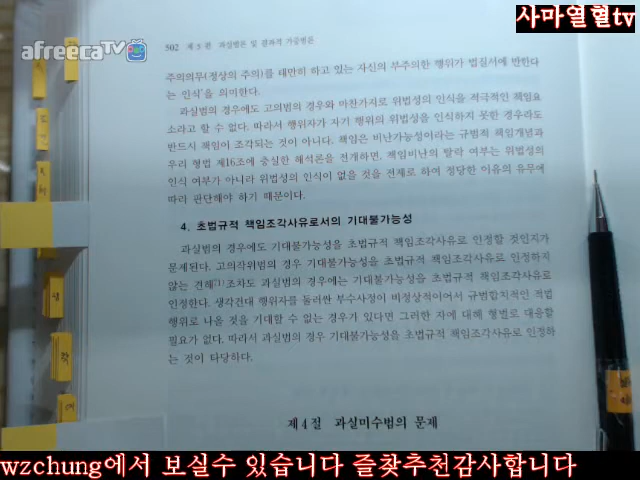 사마열혈tv
afreecaTV
502 제 3 편 과실범론 및 결과적 가중범론
주의의무(정상의 주의)를 태만히 하고 있는 자신의 부주의한 행위가 법질서에 반한다
는 인식’을 의미한다.
과실범의 경우에도 고의범의 경우와 마찬가지로 위법성의 인식을 적극적인 책임요
소라고 할 수 없다. 따라서 행위자가 자기 행위의 위법성을 인식하지 못한 경우라도
반드시 책임이 조각되는 것이 아니다. 책임은 비난가능성이라는 규범적 책임개념과
우리 형법 제16조에 충실한 해석론을 전개하면, 책임비난의 탈락 여부는 위법성의
인식 여부가 아니라 위법성의 인식이 없을 것을 전제로 하여 정당한 이유의 유무에
따라 판단해야 하기 때문이다.
4. 초법규적 책임조각사유로서의 기대불가능성
과실범의 경우에도 기대불가능성을 초법규적 책임조각사유로 인정할 것인지가
문제된다. 고의작위범의 경우 기대불가능성을 초법규적 책임조각사유로 인정하지
않는 견해조차도 과실범의 경우에는 기대불가능성을 초법규적 책임조각사유로
인정한다. 생각건대 행위자를 둘러싼 부수사정이 비정상적이어서 규범합치적인 적법
행위로 나올 것을 기대할 수 없는 경우가 있다면 그러한 자에 대해 형벌로 대응할
필요가 없다. 따라서 과실범의 경우 기대불가능성을 초법규적 책임조각사유로 인정하
는 것이 타당하다.
제 4 절 과실미수범의 문제
wzchung에서 보실수 있습니다 즐찾추천감사합니다